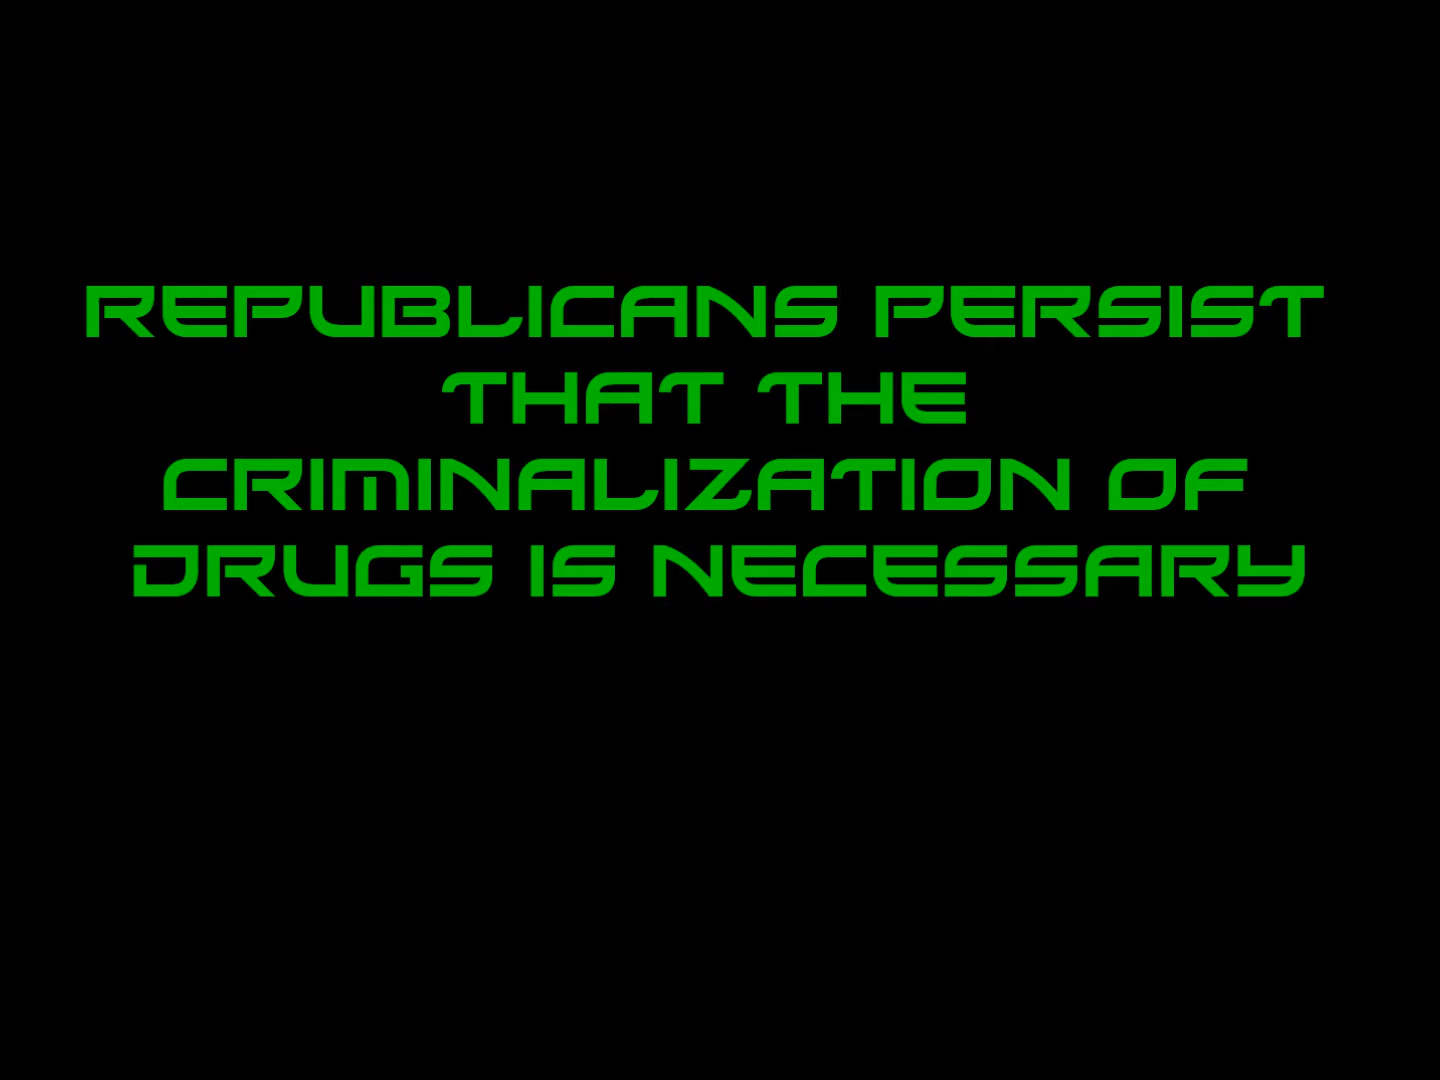 REPUBLICANS PERSIST
THAT THE
CRIMINALIZATION OF
DRUGS IS NECESSARY